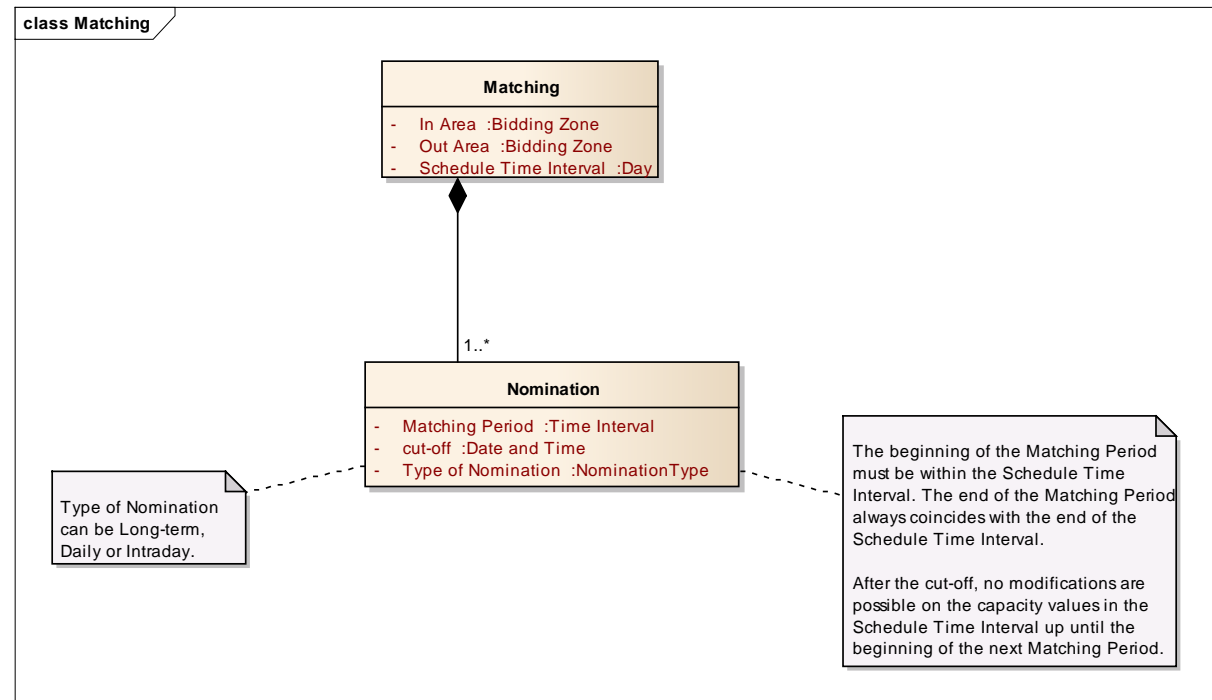 class Matching
Matching
- In Area :Bidding Zone
- Out Area :Bidding Zone
- Schedule Time Interval :Day
1..*
Nomination
- Matching Period :Time Interval
- cut-off :Date and Time
- Type of Nomination :NominationType
Type of Nomination
can be Long-term,
Daily or Intraday.
The beginning of the Matching Period
must be within the Schedule Time
Interval. The end of the Matching Period
always coincides with the end of the
Schedule Time Interval.
After the cut-off, no modifications are
possible on the capacity values in the
Schedule Time Interval up until the
beginning of the next Matching Period.